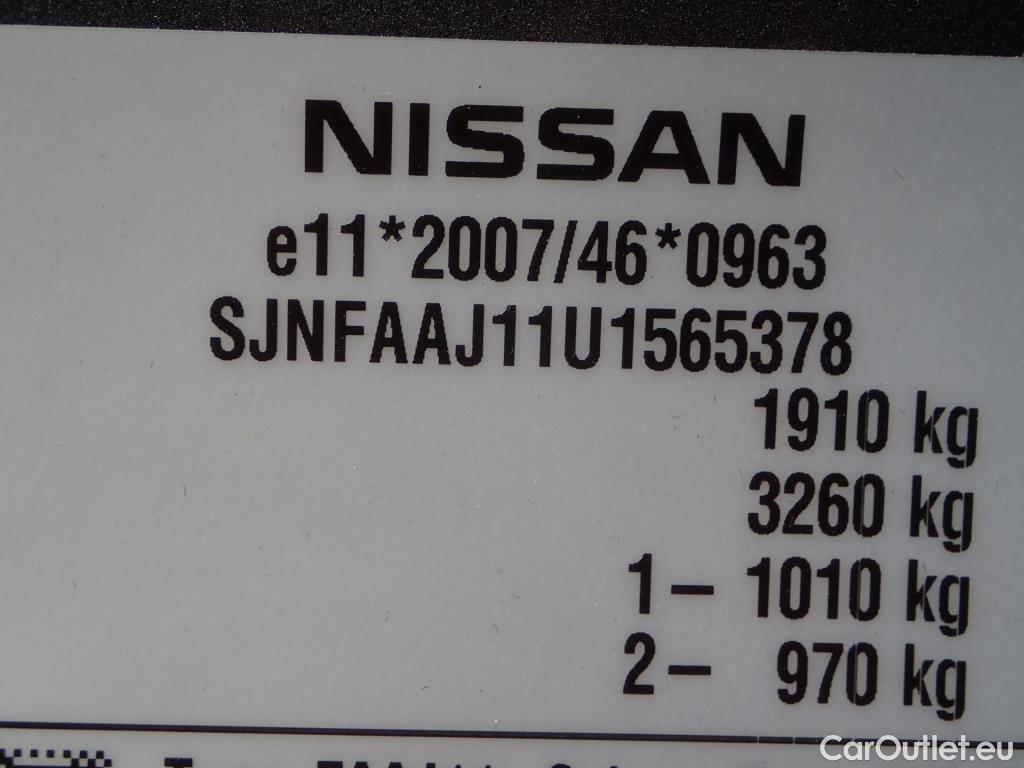 NISSAN
e11*2007/46*0963
SJNFAAJ11U1565378
1910 kg
3260 kg
1– 1010 kg
2– 970 kg
CarOutlet.eu